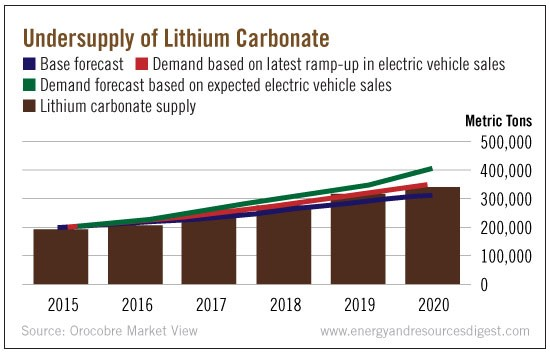 Undersupply of Lithium Carbonate
Base forecast Demand based on latest ramp-up in electric vehicle sales
Demand forecast based on expected electric vehicle sales
Lithium carbonate supply
Metric Tons
500,000
400,000
300,000
200,000
100,000
0
2015 2016 2017 2018 2019 2020
Source: Orocobre Market View www.energyandresourcesdigest.com